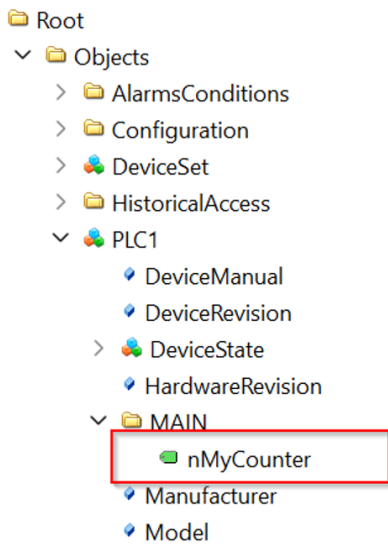 Root
Objects
AlarmsConditions
Configuration
DeviceSet
HistoricalAccess
PLC1
DeviceManual
DeviceRevision
DeviceState
HardwareRevision
MAIN
nMyCounter
Manufacturer
Model